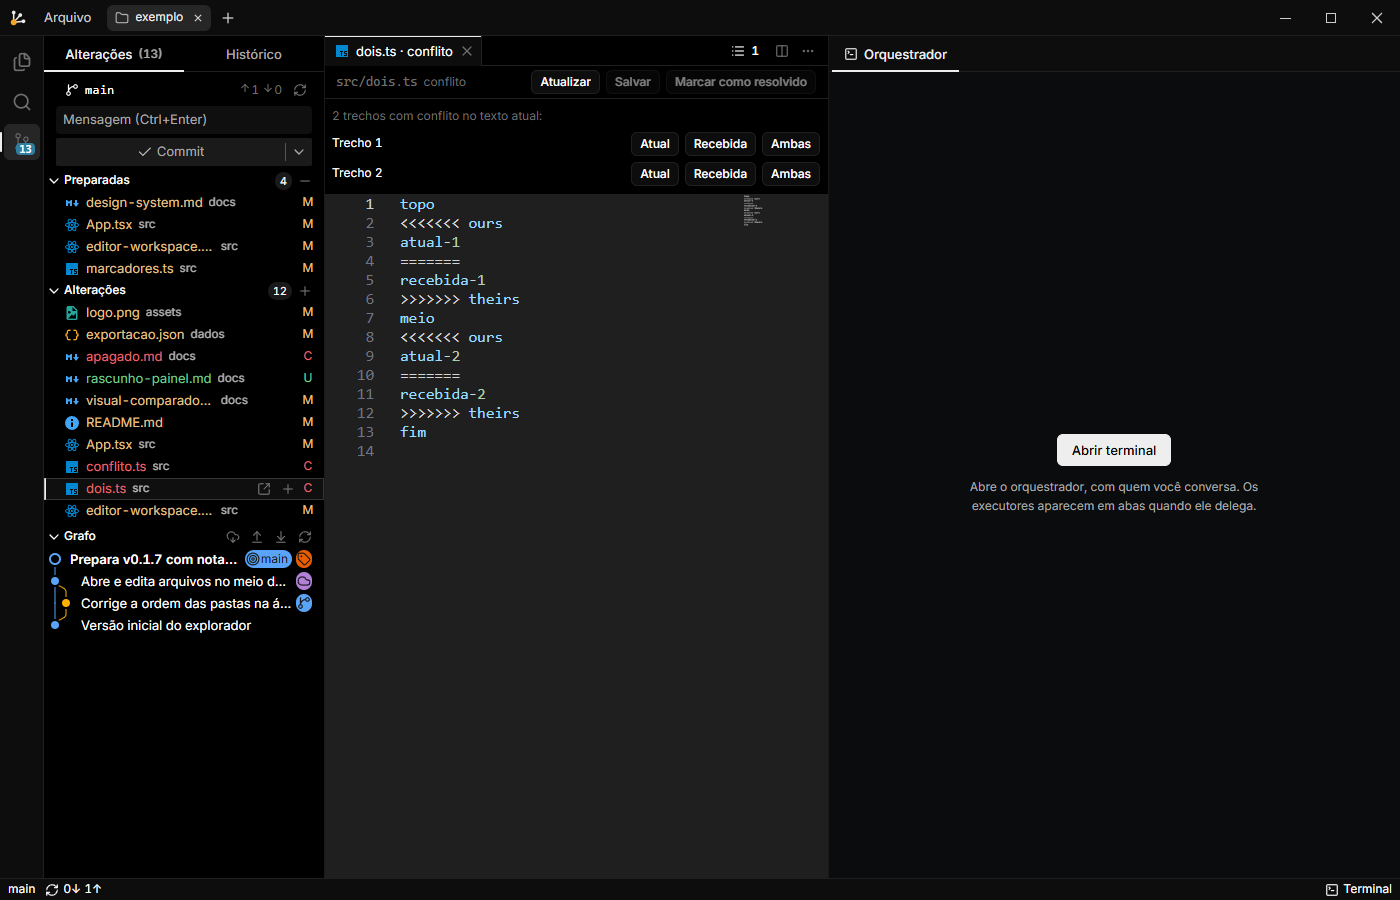 Arquivo
exemplo
Alterações (13)
Histórico
main
↑1 ↓0
Mensagem (Ctrl+Enter)
Commit
Preparadas 4
design-system.md docs M
App.tsx src M
editor-workspace.... src M
marcadores.ts src M
Alterações 12
logo.png assets M
exportacao.json dados M
apagado.md docs C
rascunho-painel.md docs U
visual-comparado... docs M
README.md M
App.tsx src M
conflito.ts src C
dois.ts src C
editor-workspace.... src M
Grafo
Prepara v0.1.7 com nota... main
Abre e edita arquivos no meio d...
Corrige a ordem das pastas na á...
Versão inicial do explorador
13
dois.ts · conflito
1
src/dois.ts conflito
Atualizar
Salvar
Marcar como resolvido
2 trechos com conflito no texto atual:
Trecho 1 Atual Recebida Ambas
Trecho 2 Atual Recebida Ambas
1 topo
2 <<<<<<< ours
3 atual-1
4 =======
5 recebida-1
6 >>>>>>> theirs
7 meio
8 <<<<<<< ours
9 atual-2
10 =======
11 recebida-2
12 >>>>>>> theirs
13 fim
14
Orquestrador
Abrir terminal
Abre o orquestrador, com quem você conversa. Os
executores aparecem em abas quando ele delega.
main 0↓ 1↑
Terminal